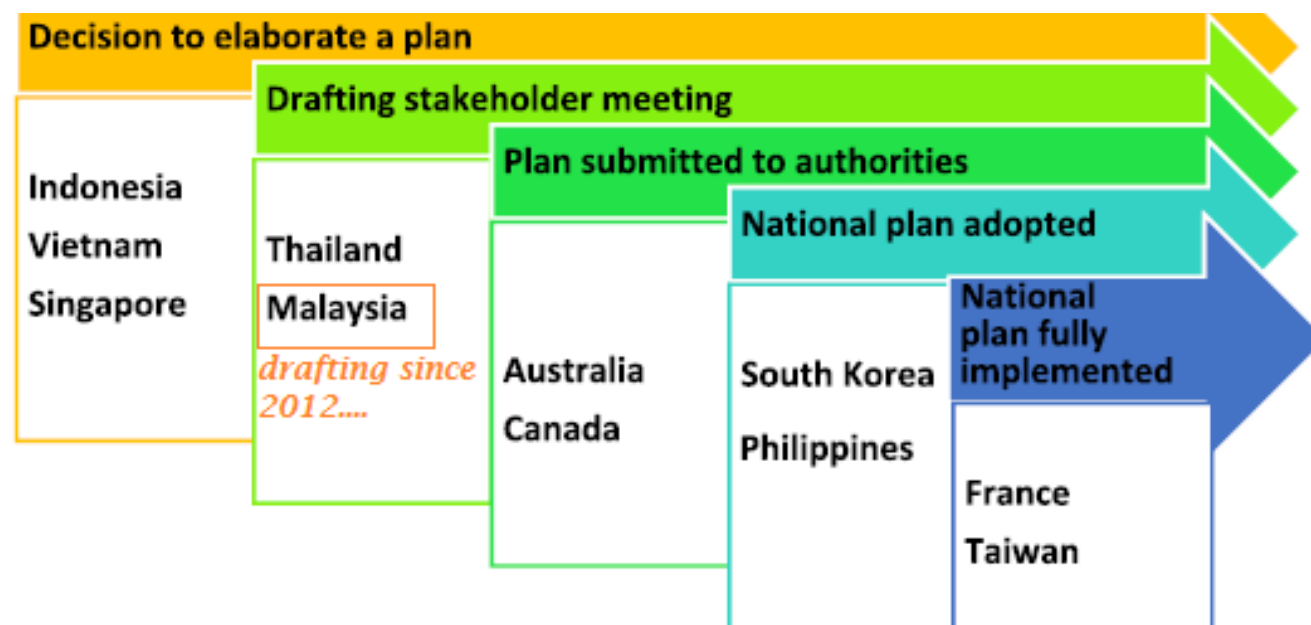 Decision to elaborate a plan
Indonesia
Vietnam
Singapore
Drafting stakeholder meeting
Thailand
Malaysia
drafting since
2012....
Plan submitted to authorities
Australia
Canada
National plan adopted
South Korea
Philippines
National
plan fully
implemented
France
Taiwan